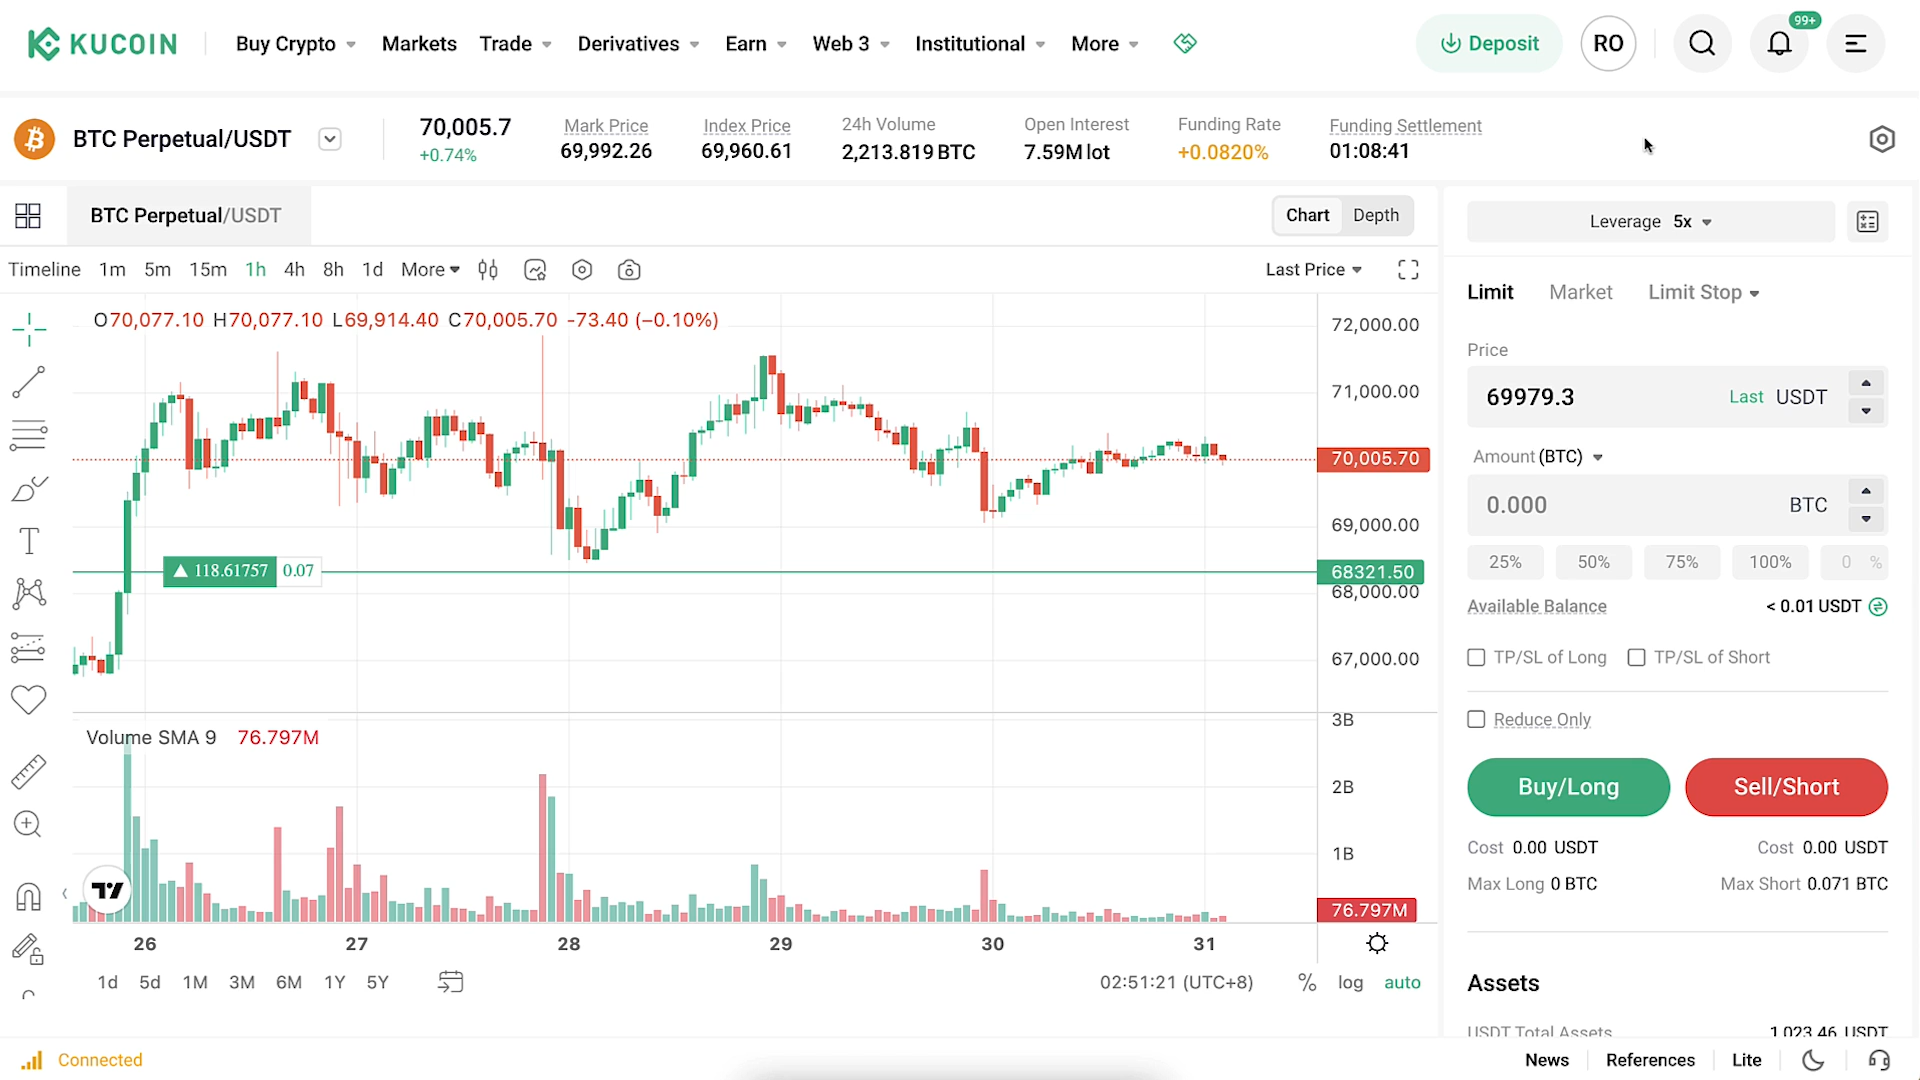 KUCOIN
Buy Crypto Markets Trade Derivatives Earn Web 3 Institutional More
Deposit RO 99+
BTC Perpetual/USDT
70,005.7
+0.74%
Mark Price
69,992.26
Index Price
69,960.61
24h Volume
2,213.819 BTC
Open Interest
7.59M lot
Funding Rate
+0.0820%
Funding Settlement
01:08:41
BTC Perpetual/USDT
Chart Depth
Timeline 1m 5m 15m 1h 4h 8h 1d More
Last Price
O70,077.10 H70,077.10 L69,914.40 C70,005.70 -73.40 (−0.10%)
72,000.00
71,000.00
70,005.70
69,000.00
118.61757 0.07
68321.50
68,000.00
67,000.00
Volume SMA 9 76.797M
3B
2B
1B
76.797M
26 27 28 29 30 31
1d 5d 1M 3M 6M 1Y 5Y
02:51:21 (UTC+8) % log auto
Leverage 5x
Limit Market Limit Stop
Price
69979.3 Last USDT
Amount (BTC)
0.000 BTC
25% 50% 75% 100% 0 %
Available Balance < 0.01 USDT
TP/SL of Long TP/SL of Short
Reduce Only
Buy/Long Sell/Short
Cost 0.00 USDT Cost 0.00 USDT
Max Long 0 BTC Max Short 0.071 BTC
Assets
USDT Total Assets 1,023.46 USDT
Connected
News References Lite